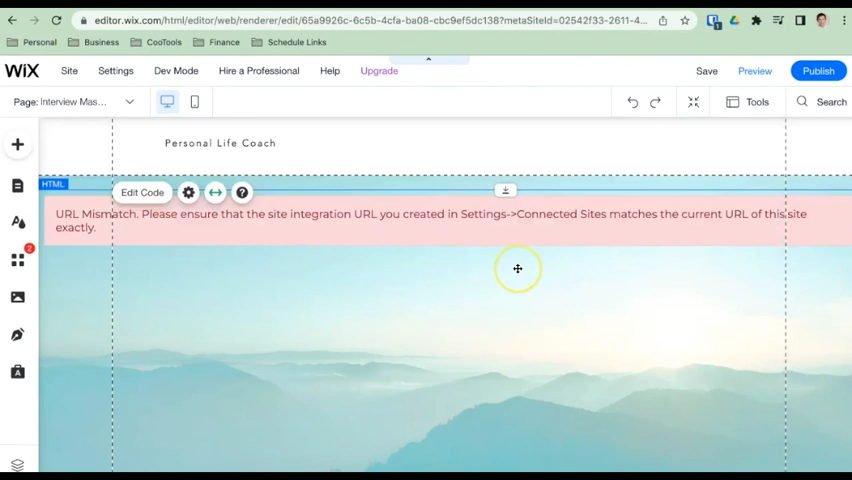 editor.wix.com/html/editor/web/renderer/edit/65a9926c-6c5b-4cfa-ba08-cbc9ef5dc138?metaSiteId=02542f33-2611-4...
1
Personal Business CooTools Finance Schedule Links
WiX Site Settings Dev Mode Hire a Professional Help Upgrade Save Preview Publish
Page: Interview Mas... Tools Search
Personal Life Coach
HTML
Edit Code
URL Mismatch. Please ensure that the site integration URL you created in Settings->Connected Sites matches the current URL of this site
exactly.
2
A